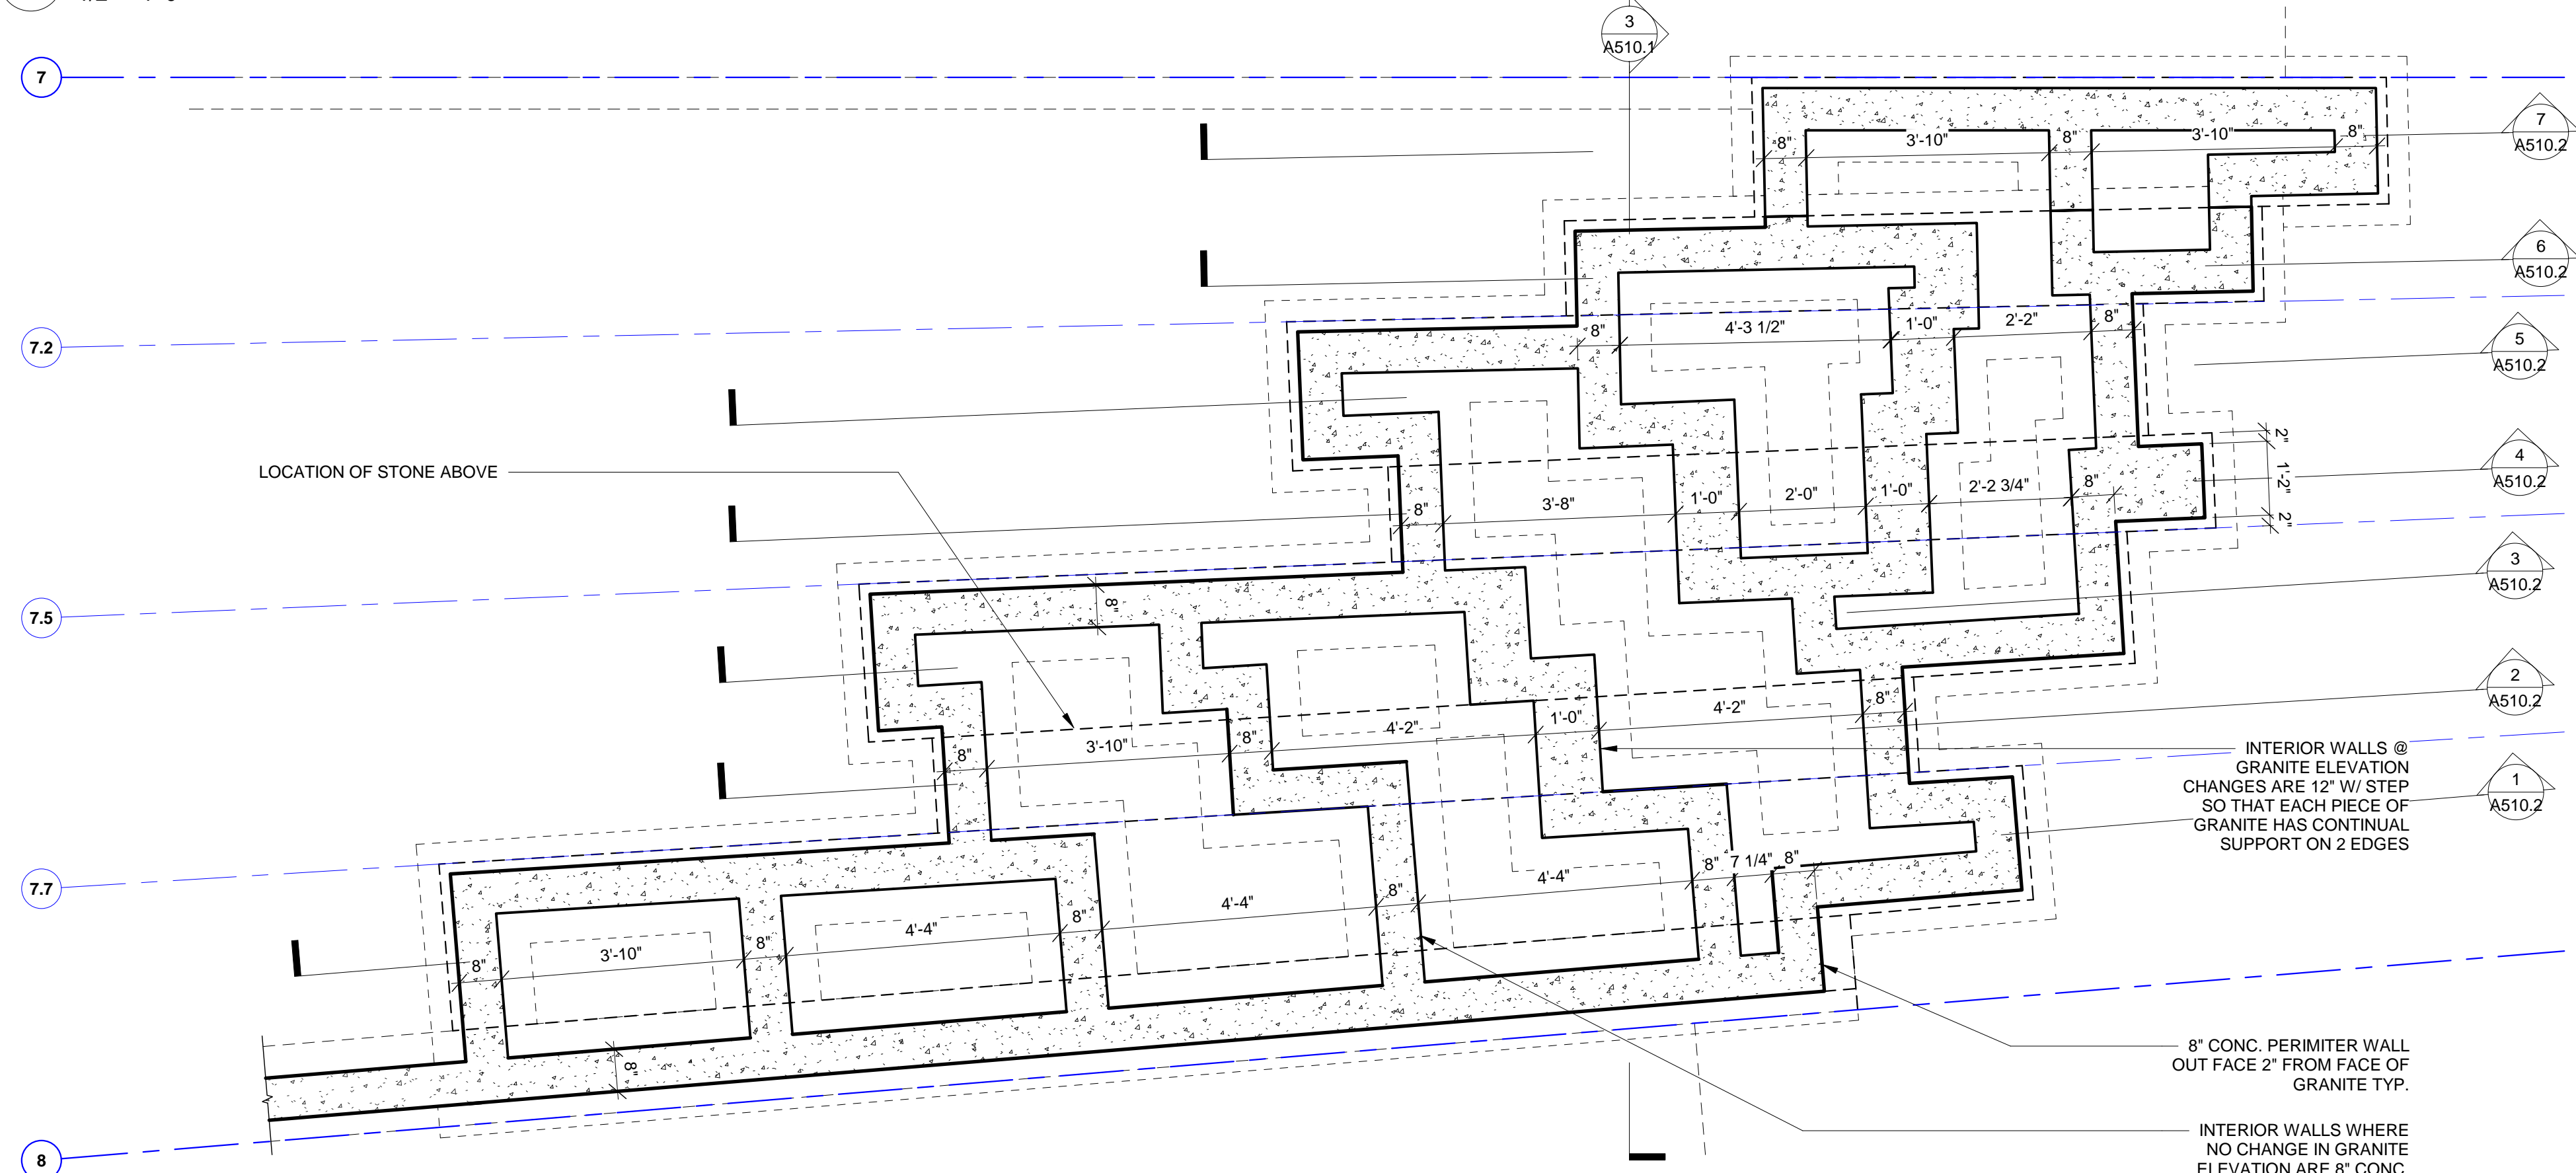 3
A510.1
7
8"
3'-10"
8"
3'-10"
8"
7
A510.2
6
A510.2
7.2
8"
4'-3 1/2"
1'-0"
2'-2"
8"
5
A510.2
2"
1'-2"
2"
4
A510.2
LOCATION OF STONE ABOVE
8"
3'-8"
1'-0"
2'-0"
1'-0"
2'-2 3/4"
8"
3
A510.2
7.5
8"
2
A510.2
8"
3'-10"
8"
4'-2"
1'-0"
4'-2"
8"
INTERIOR WALLS @
GRANITE ELEVATION
CHANGES ARE 12" W/ STEP
SO THAT EACH PIECE OF
GRANITE HAS CONTINUAL
SUPPORT ON 2 EDGES
1
A510.2
7.7
8"
3'-10"
8"
4'-4"
8"
4'-4"
8"
4'-4"
8"
7 1/4"
8"
8"
8" CONC. PERIMETER WALL
OUT FACE 2" FROM FACE OF
GRANITE TYP.
INTERIOR WALLS WHERE
NO CHANGE IN GRANITE
ELEVATION ARE 8" CONC.
8